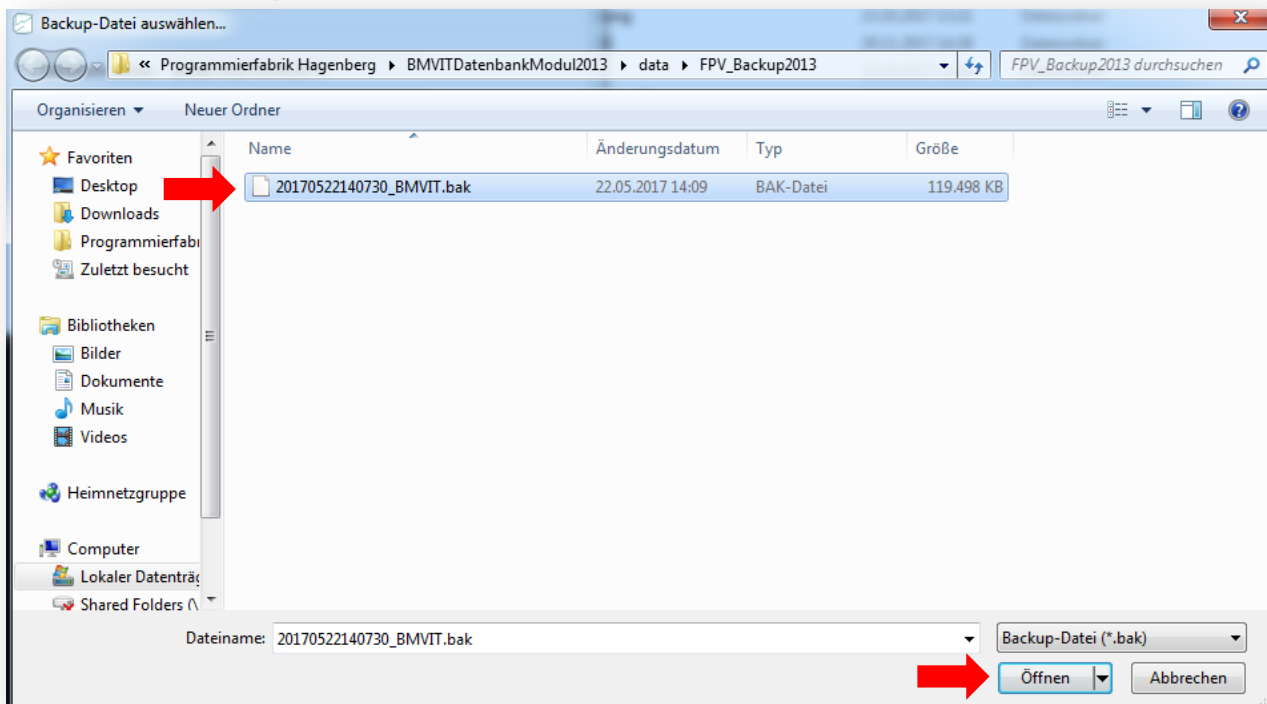 Backup-Datei auswählen...
« Programmierfabrik Hagenberg BMVITDatenbankModul2013 data FPV_Backup2013 FPV_Backup2013 durchsuchen
Organisieren Neuer Ordner
Name Änderungsdatum Typ Größe
20170522140730_BMVIT.bak 22.05.2017 14:09 BAK-Datei 119.498 KB
Favoriten
Desktop
Downloads
Programmierfab
Zuletzt besucht
Bibliotheken
Bilder
Dokumente
Musik
Videos
Heimnetzgruppe
Computer
Lokaler Datenträ
Shared Folders (\
Dateiname: 20170522140730_BMVIT.bak Backup-Datei (*.bak)
Öffnen Abbrechen